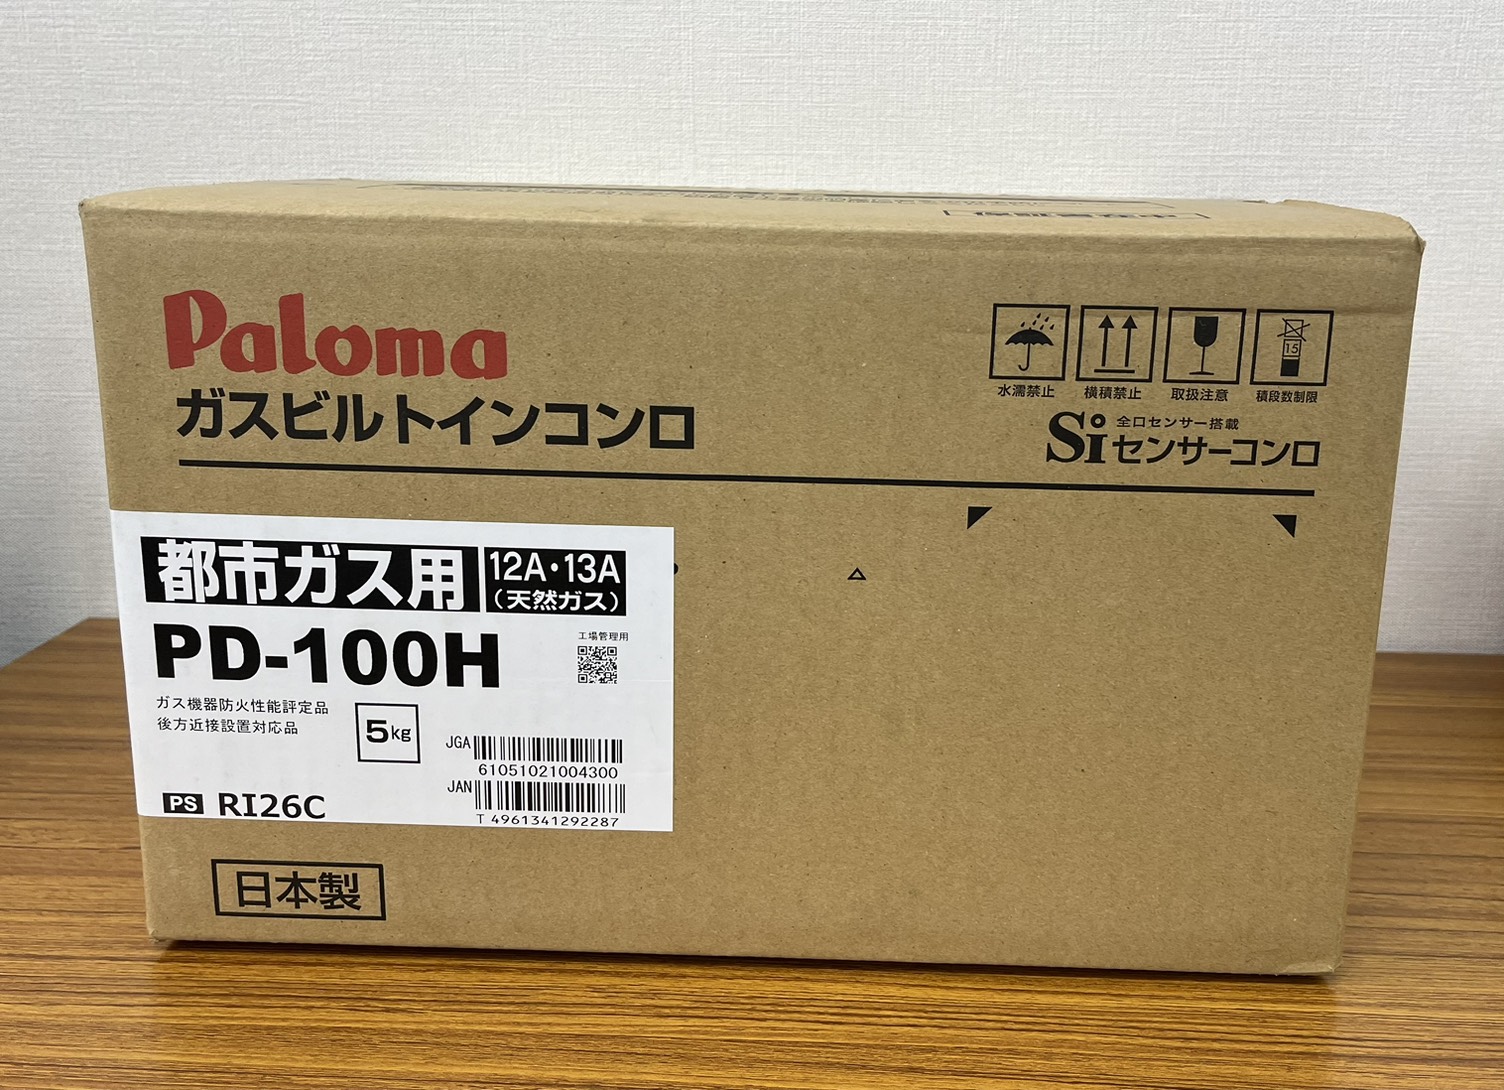 Paloma
ガスビルトインコンロ
15
水濡禁止 横積禁止 取扱注意 積段数制限
全口センサー搭載
Siセンサーコンロ
都市ガス用 12A・13A
(天然ガス)
PD-100H
工場管理用
ガス機器防火性能評定品
後方近接設置対応品
5kg
JGA
61051021004300
JAN
T 4961341292287
PS RI26C
日本製